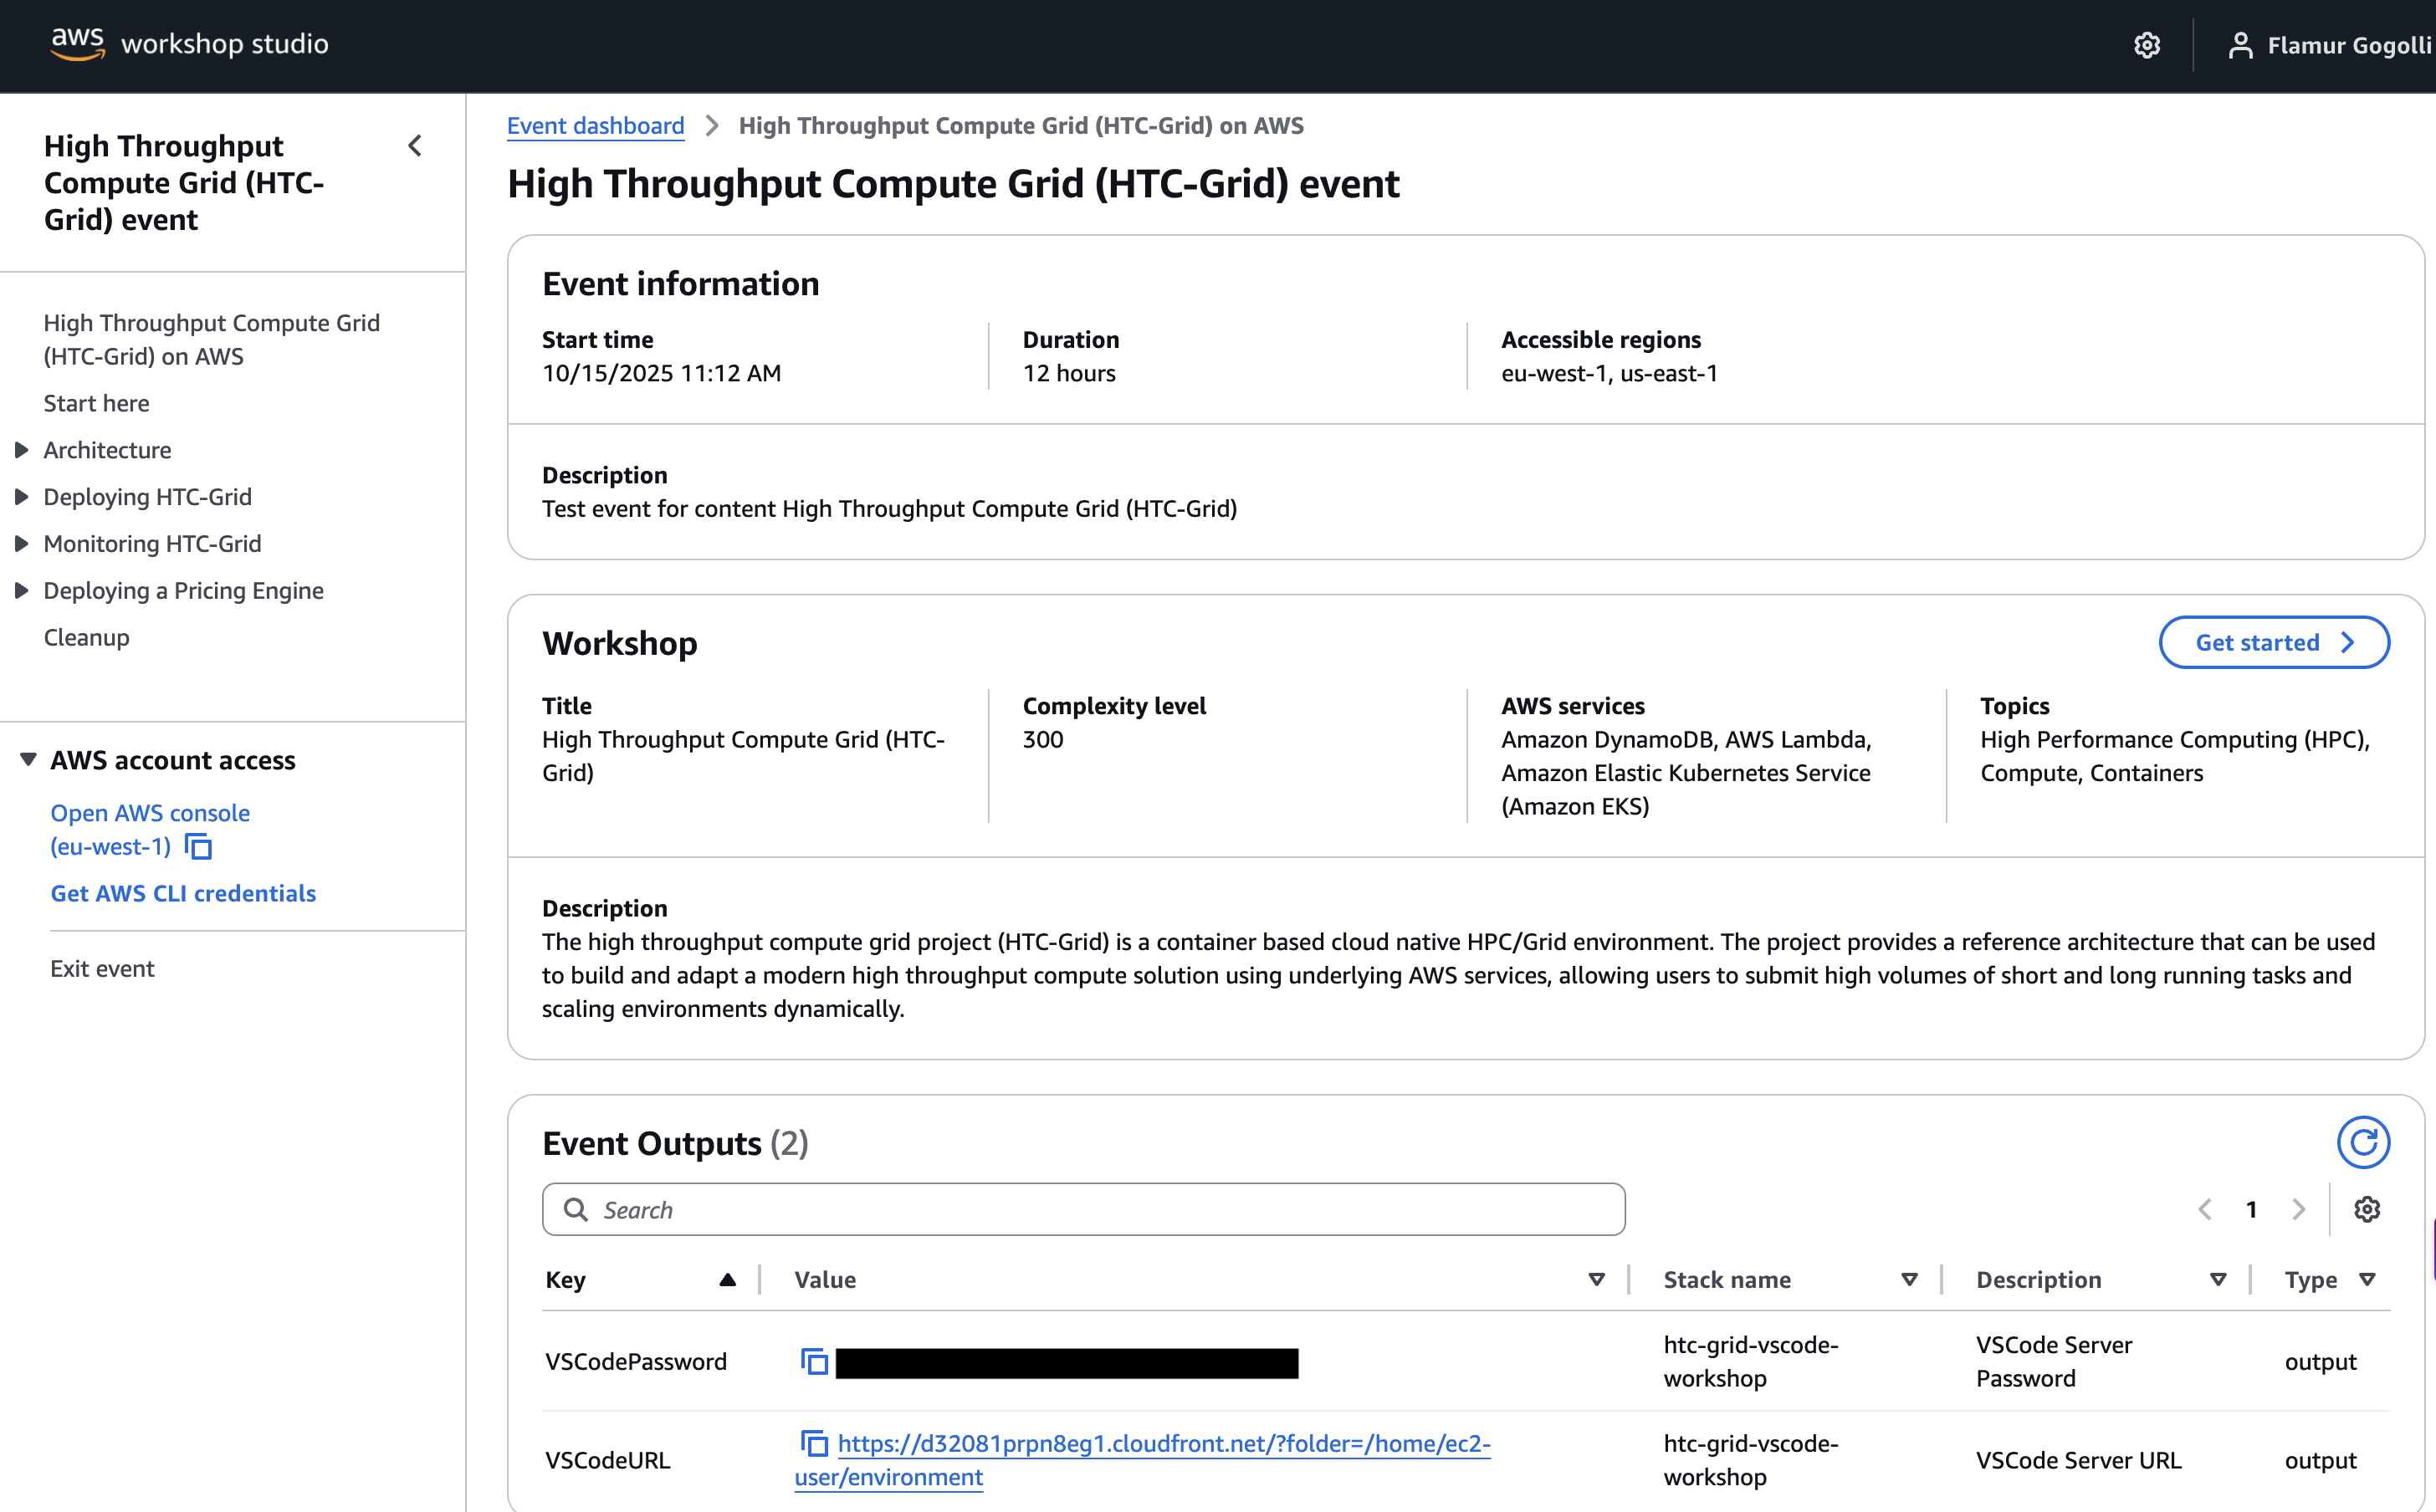 aws workshop studio
Flamur Gogolli
High Throughput
Compute Grid (HTC-
Grid) event
High Throughput Compute Grid
(HTC-Grid) on AWS
Start here
Architecture
Deploying HTC-Grid
Monitoring HTC-Grid
Deploying a Pricing Engine
Cleanup
AWS account access
Open AWS console
(eu-west-1)
Get AWS CLI credentials
Exit event
Event dashboard
High Throughput Compute Grid (HTC-Grid) on AWS
High Throughput Compute Grid (HTC-Grid) event
Event information
Start time
10/15/2025 11:12 AM
Duration
12 hours
Accessible regions
eu-west-1, us-east-1
Description
Test event for content High Throughput Compute Grid (HTC-Grid)
Workshop
Get started
Title
High Throughput Compute Grid (HTC-
Grid)
Complexity level
300
AWS services
Amazon DynamoDB, AWS Lambda,
Amazon Elastic Kubernetes Service
(Amazon EKS)
Topics
High Performance Computing (HPC),
Compute, Containers
Description
The high throughput compute grid project (HTC-Grid) is a container based cloud native HPC/Grid environment. The project provides a reference architecture that can be used
to build and adapt a modern high throughput compute solution using underlying AWS services, allowing users to submit high volumes of short and long running tasks and
scaling environments dynamically.
Event Outputs (2)
Search
1
Key
Value
Stack name
Description
Type
VSCodePassword
htc-grid-vscode-
workshop
VSCode Server
Password
output
VSCodeURL
https://d32081prpn8eg1.cloudfront.net/?folder=/home/ec2-
user/environment
htc-grid-vscode-
workshop
VSCode Server URL
output